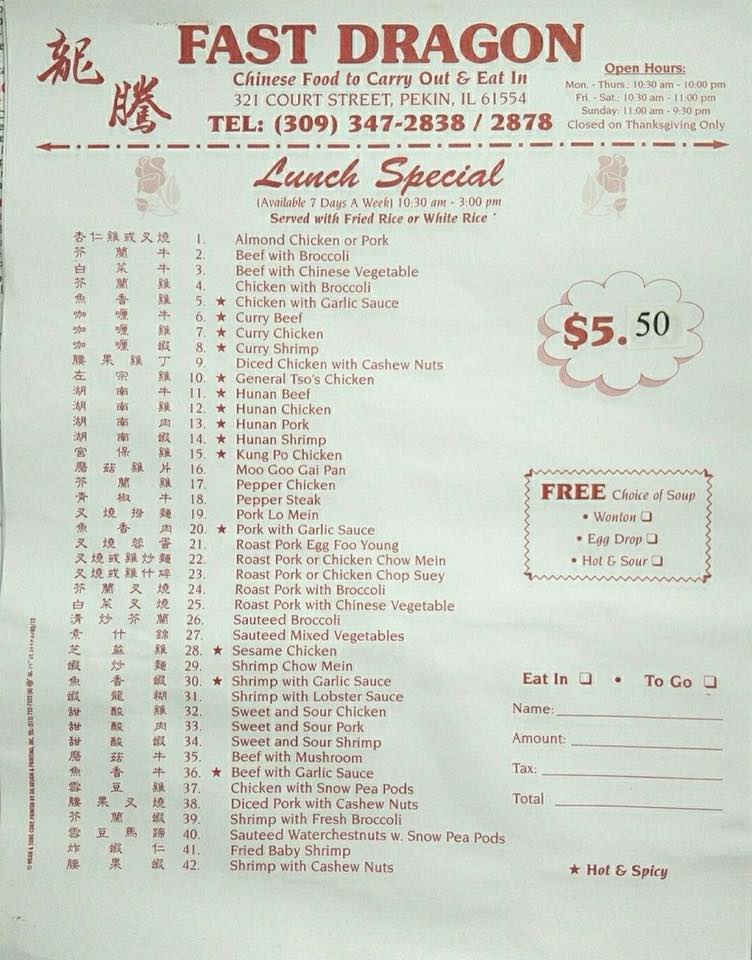 龍騰
FAST DRAGON
Chinese Food to Carry Out & Eat In
321 COURT STREET, PEKIN, IL 61554
TEL: (309) 347-2838 / 2878
Open Hours:
Mon. - Thurs.: 10:30 am - 10:00 pm
Fri. - Sat.: 10:30 am - 11:00 pm
Sunday: 11:00 am - 9:30 pm
Closed on Thanksgiving Only
Lunch Special
(Available 7 Days A Week) 10:30 am - 3:00 pm
Served with Fried Rice or White Rice
杏仁雞或叉燒 1. Almond Chicken or Pork
芥蘭牛 2. Beef with Broccoli
白菜牛 3. Beef with Chinese Vegetable
芥蘭雞 4. Chicken with Broccoli
魚香雞 5. ★ Chicken with Garlic Sauce
咖喱牛 6. ★ Curry Beef
咖喱雞 7. ★ Curry Chicken
咖喱蝦 8. ★ Curry Shrimp
腰果雞丁 9. Diced Chicken with Cashew Nuts
左宗雞 10. ★ General Tso's Chicken
湖南牛 11. ★ Hunan Beef
湖南雞 12. ★ Hunan Chicken
湖南肉 13. ★ Hunan Pork
湖南蝦 14. ★ Hunan Shrimp
宮保雞 15. ★ Kung Po Chicken
磨菇雞片 16. Moo Goo Gai Pan
芥蘭雞 17. Pepper Chicken
青椒牛 18. Pepper Steak
叉燒撈麵 19. Pork Lo Mein
魚香肉 20. ★ Pork with Garlic Sauce
叉燒蓉蛋 21. Roast Pork Egg Foo Young
叉燒或雞炒麵 22. Roast Pork or Chicken Chow Mein
叉燒或雞什碎 23. Roast Pork or Chicken Chop Suey
芥蘭叉燒 24. Roast Pork with Broccoli
白菜叉燒 25. Roast Pork with Chinese Vegetable
清炒芥蘭 26. Sauteed Broccoli
素什錦 27. Sauteed Mixed Vegetables
芝蔴雞 28. ★ Sesame Chicken
蝦炒麵 29. Shrimp Chow Mein
魚香蝦 30. ★ Shrimp with Garlic Sauce
蝦龍糊 31. Shrimp with Lobster Sauce
甜酸雞 32. Sweet and Sour Chicken
甜酸肉 33. Sweet and Sour Pork
甜酸蝦 34. Sweet and Sour Shrimp
磨菇牛 35. Beef with Mushroom
魚香牛 36. ★ Beef with Garlic Sauce
雪豆雞 37. Chicken with Snow Pea Pods
腰果叉燒 38. Diced Pork with Cashew Nuts
芥蘭蝦 39. Shrimp with Fresh Broccoli
雪豆馬蹄 40. Sauteed Waterchestnuts w. Snow Pea Pods
炸蝦仁 41. Fried Baby Shrimp
腰果蝦 42. Shrimp with Cashew Nuts
$5.50
FREE Choice of Soup
• Wonton ❑
• Egg Drop ❑
• Hot & Sour ❑
Eat In ❑ • To Go ❑
Name:
Amount:
Tax:
Total
★ Hot & Spicy